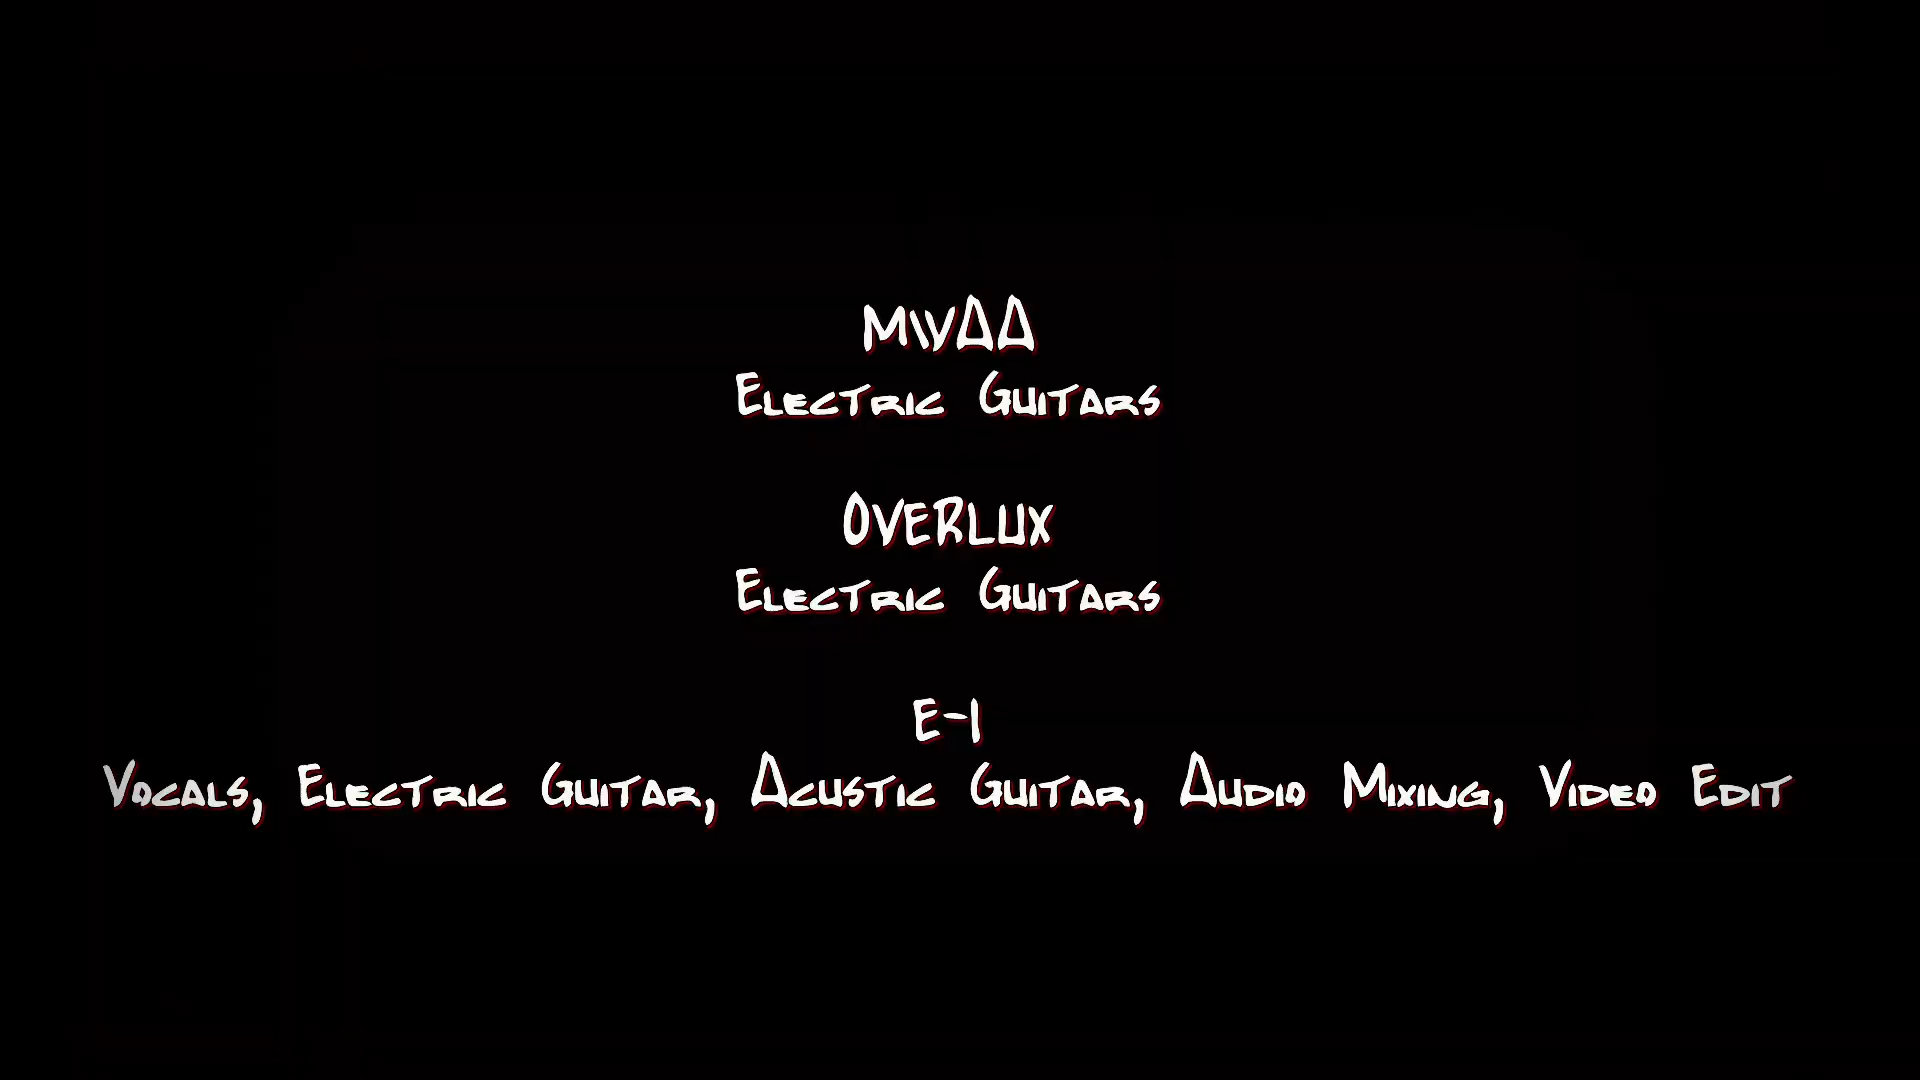 MIYAA
Electric Guitars
OVERLUX
Electric Guitars
E-1
Vocals, Electric Guitar, Acustic Guitar, Audio Mixing, Video Edit